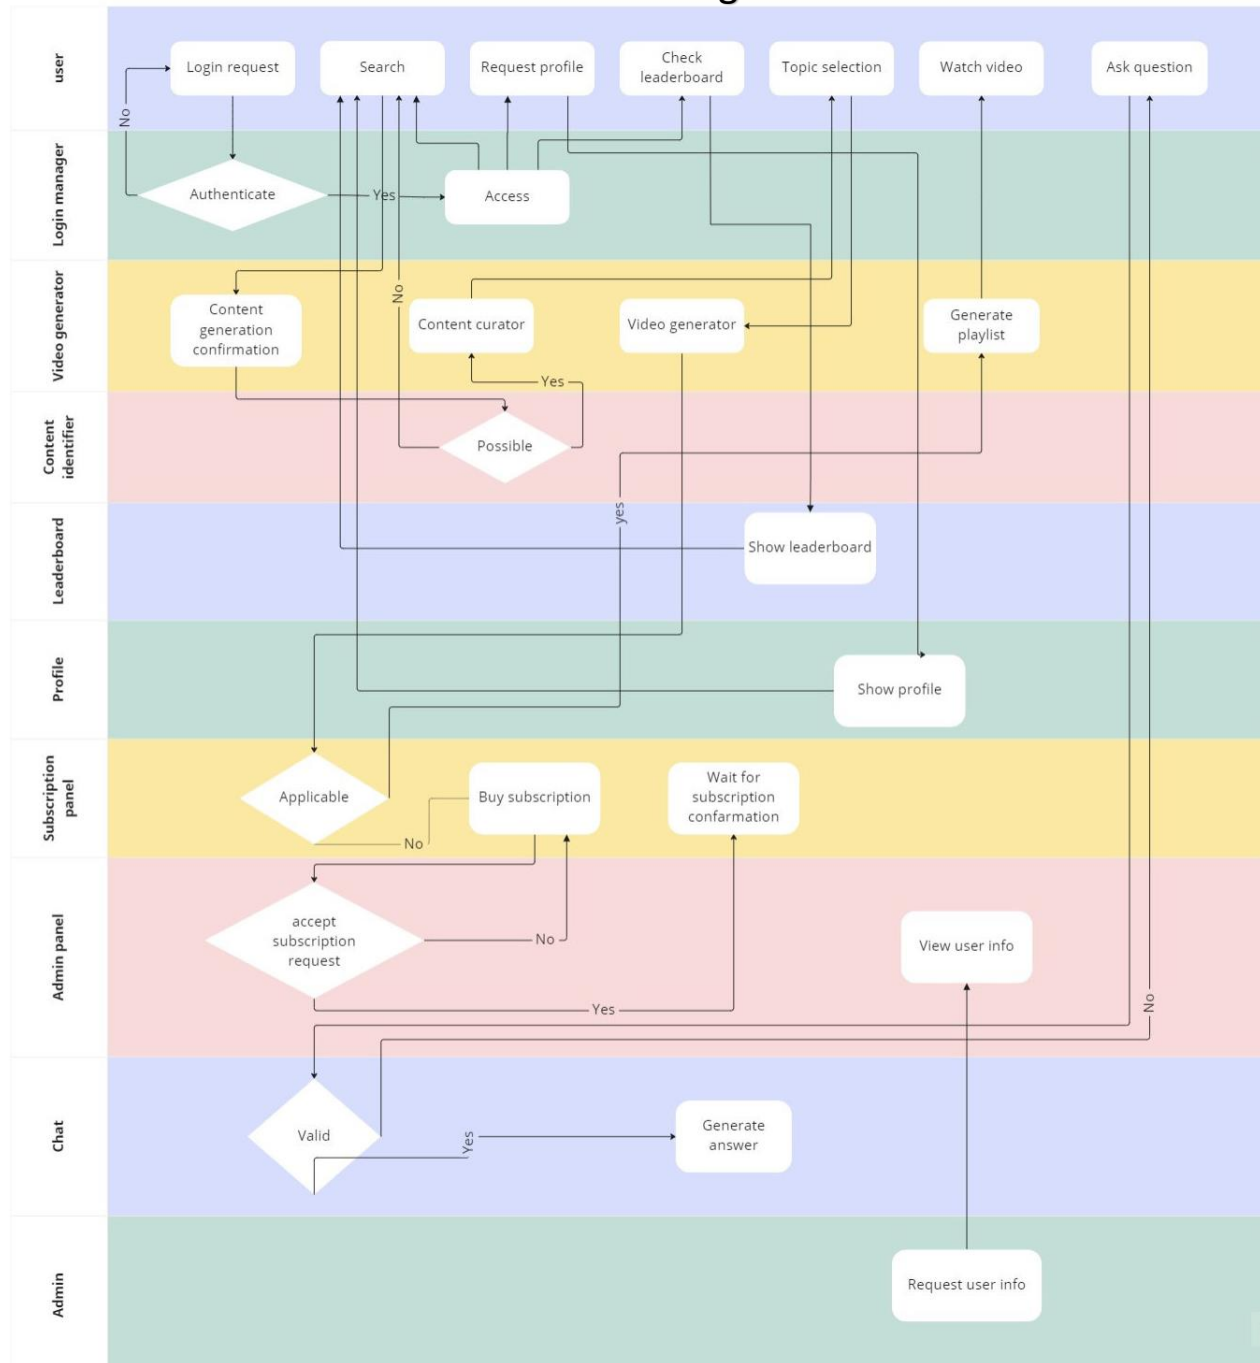 user
Login request
Search
Request profile
Check
leaderboard
Topic selection
Watch video
Ask question
No
Login manager
Authenticate
Yes
Access
Video generator
Content
generation
confirmation
No
Content curator
Video generator
Generate
playlist
Yes
Content
identifier
Possible
yes
Leaderboard
Show leaderboard
Profile
Show profile
Subscription
panel
Applicable
No
Buy subscription
Wait for
subscription
confarmation
Admin panel
accept
subscription
request
No
Yes
View user info
No
Chat
Valid
Yes
Generate
answer
Admin
Request user info